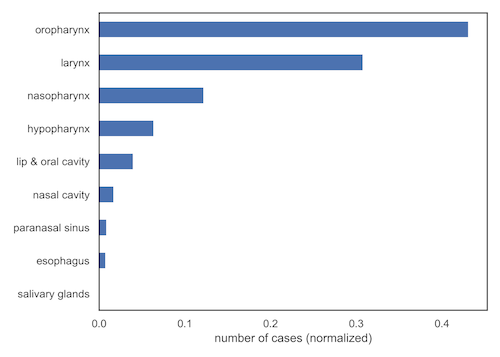 oropharynx
larynx
nasopharynx
hypopharynx
lip & oral cavity
nasal cavity
paranasal sinus
esophagus
salivary glands
0.0 0.1 0.2 0.3 0.4
number of cases (normalized)